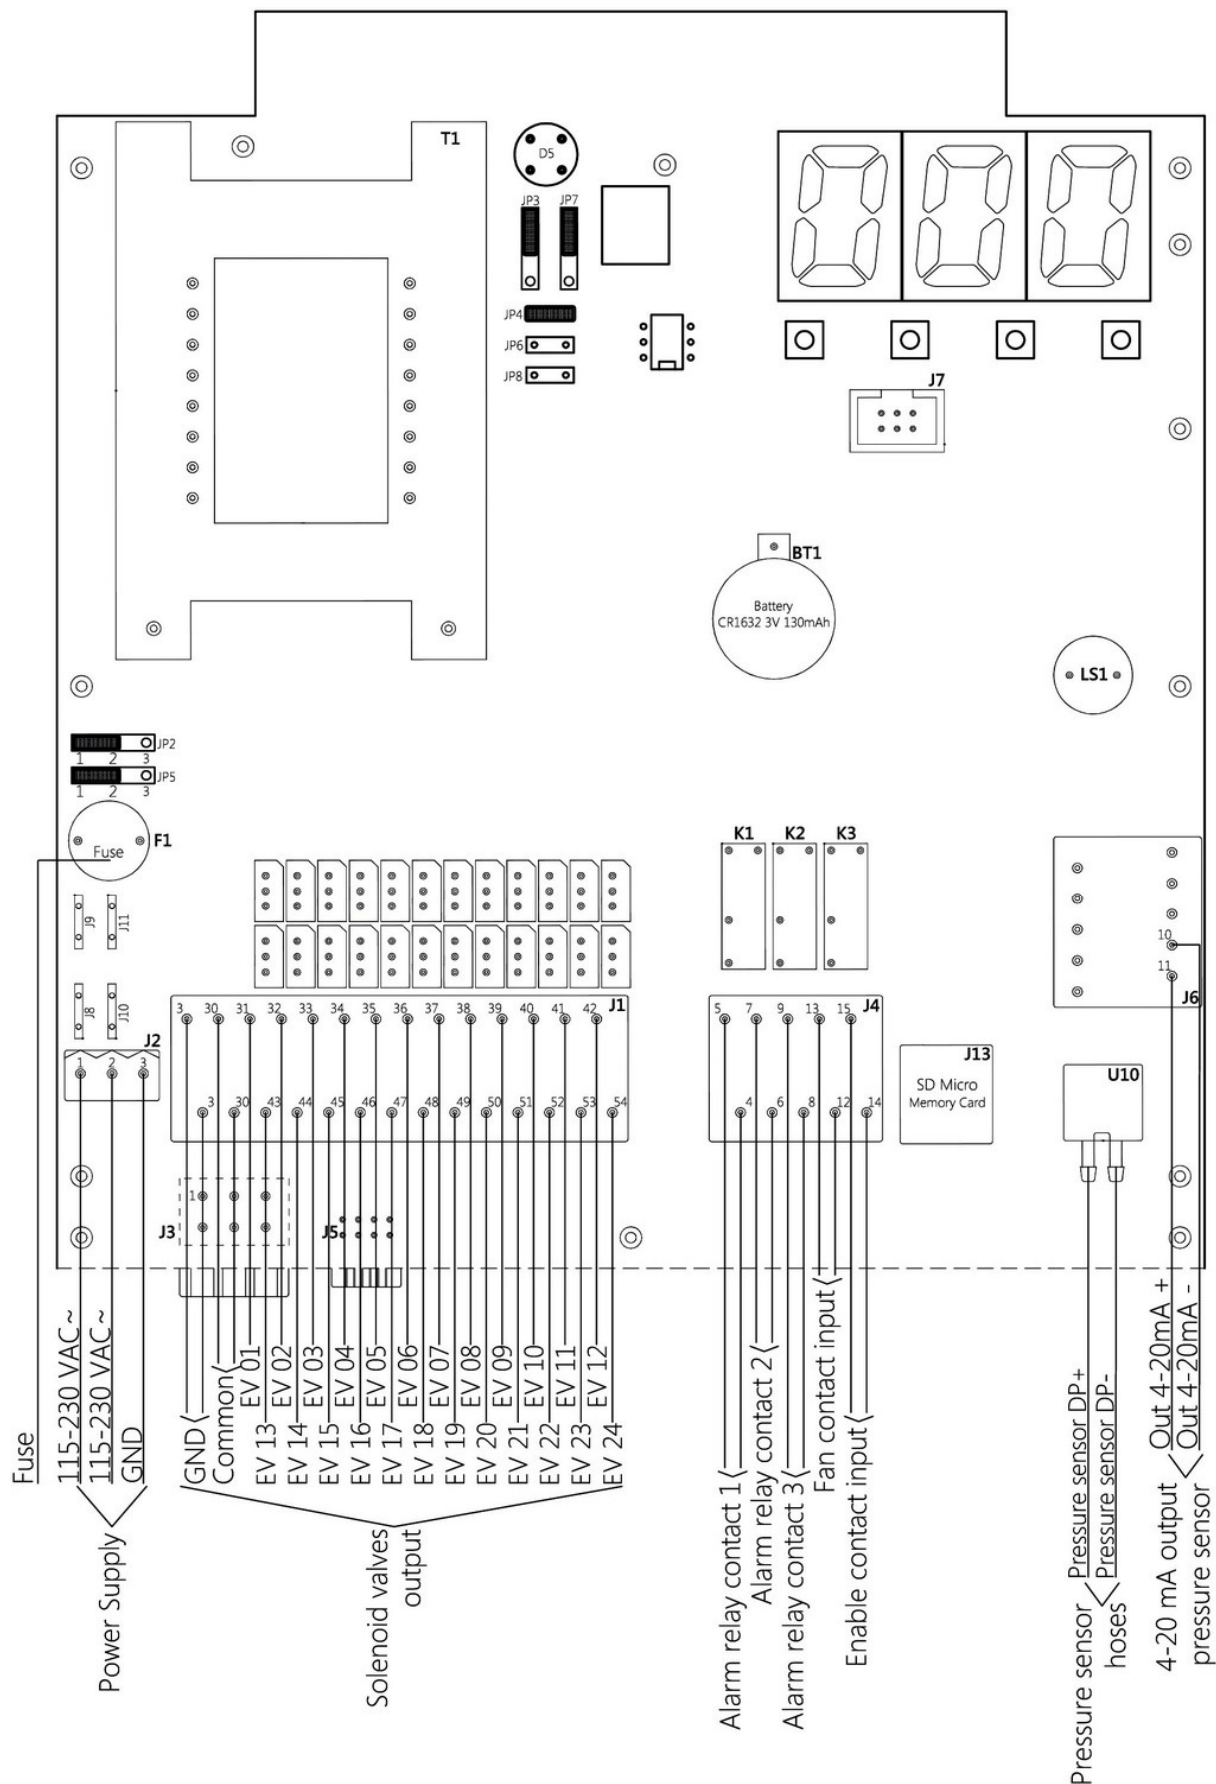 T1
D5
JP3
JP7
JP4
JP6
JP8
J7
BT1
Battery
CR1632 3V 130mAh
LS1
JP2
1 2 3
JP5
1 2 3
F1
Fuse
K1 K2 K3
J9
J11
J8
J10
10
11
J6
J2
1 2 3
3 30 31 32 33 34 35 36 37 38 39 40 41 42
J1
3 30 43 44 45 46 47 48 49 50 51 52 53 54
5 7 9 13 15
J4
4 6 8 12 14
J13
SD Micro
Memory Card
U10
1
J3
J5
Fuse
115-230 VAC~
115-230 VAC~
GND
Power Supply
GND
Common
EV 01
EV 02
EV 03
EV 04
EV 05
EV 06
EV 07
EV 08
EV 09
EV 10
EV 11
EV 12
EV 13
EV 14
EV 15
EV 16
EV 17
EV 18
EV 19
EV 20
EV 21
EV 22
EV 23
EV 24
Solenoid valves
output
Alarm relay contact 1
Alarm relay contact 2
Alarm relay contact 3
Fan contact input
Enable contact input
Pressure sensor DP+
Pressure sensor DP-
Pressure sensor
hoses
Out 4-20mA +
Out 4-20mA -
4-20 mA output
pressure sensor